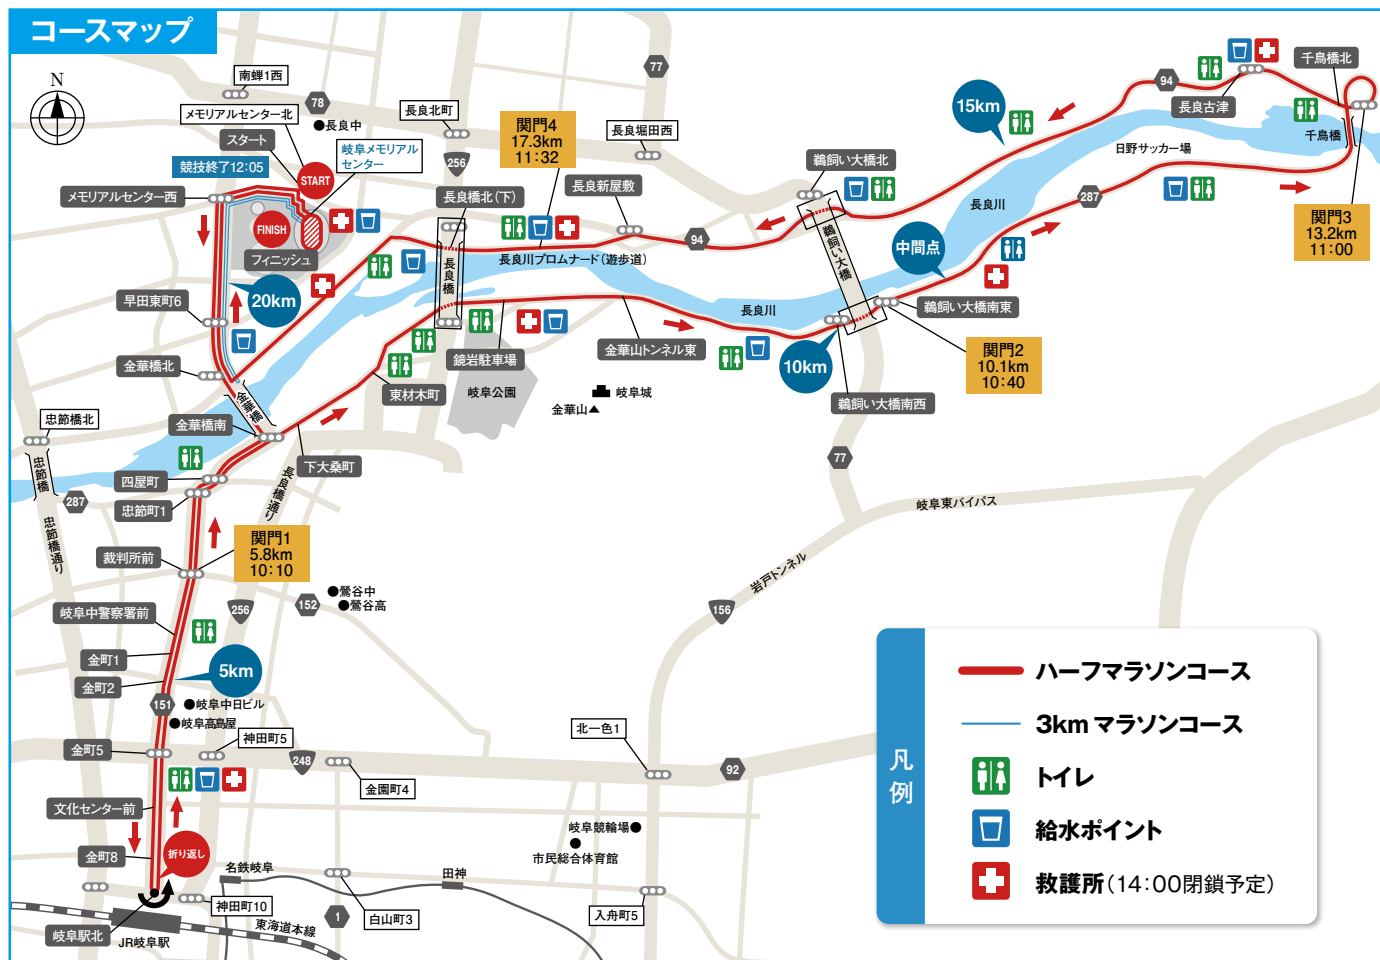 コースマップ
N
南蝉1西
78
メモリアルセンター北
長良中
長良北町
77
スタート
岐阜メモリアル
センター
競技終了12:05
START
メモリアルセンター西
FINISH
フィニッシュ
256
長良橋北(下)
関門4
17.3km
11:32
長良堀田西
長良新屋敷
94
長良川プロムナード(遊歩道)
鵜飼い大橋北
15km
94
長良古津
千鳥橋北
千鳥橋
日野サッカー場
287
関門3
13.2km
11:00
長良川
中間点
鵜飼い大橋
長良橋
20km
早田東町6
金華橋北
金華橋
金華橋南
忠節橋北
忠節橋
287
忠節橋通り
四屋町
忠節町1
下大桑町
長良橋通り
東材木町
鏡岩駐車場
岐阜公園
金華山トンネル東
岐阜城
金華山
長良川
10km
鵜飼い大橋南東
鵜飼い大橋南西
関門2
10.1km
10:40
77
岐阜東バイパス
岩戸トンネル
156
裁判所前
関門1
5.8km
10:10
鶯谷中
鶯谷高
152
256
岐阜中警察署前
金町1
金町2
5km
151
岐阜中日ビル
岐阜高島屋
金町5
神田町5
248
金園町4
北一色1
92
文化センター前
金町8
折り返し
岐阜競輪場
市民総合体育館
名鉄岐阜
田神
神田町10
1
白山町3
入舟町5
岐阜駅北
JR岐阜駅
東海道本線
凡例
ハーフマラソンコース
3km マラソンコース
トイレ
給水ポイント
救護所(14:00閉鎖予定)